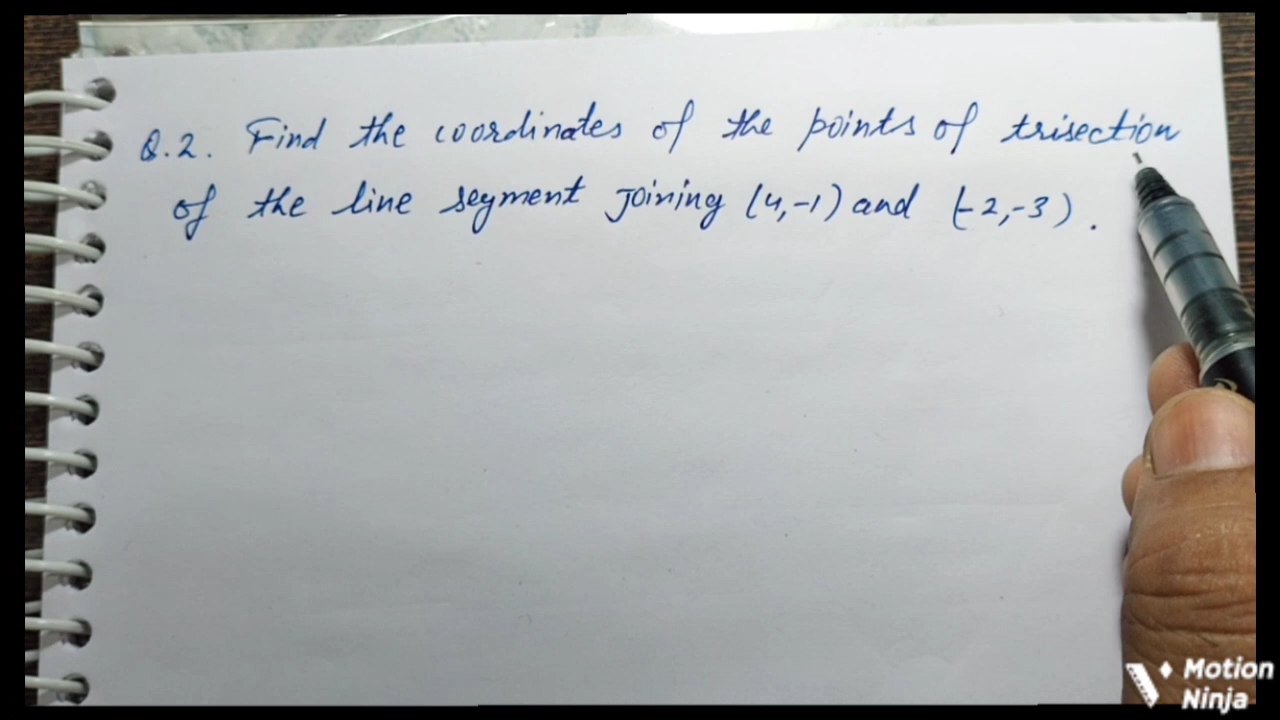 Q.2. Find the coordinates of the points of trisection
of the line segment joining (4,-1) and (-2,-3).
Motion
Ninja